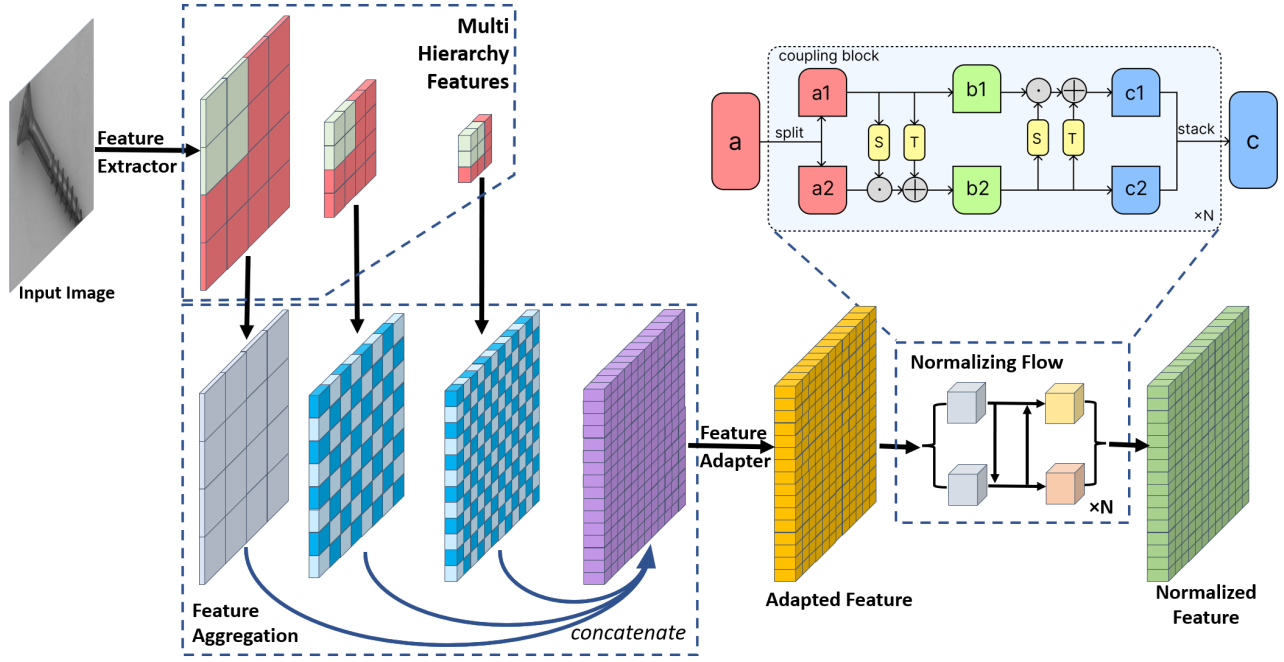 Multi
Hierarchy
Features
Feature
Extractor
Input Image
coupling block
a
split
a1
a2
S
T
b1
b2
S
T
c1
c2
stack
c
×N
Feature
Aggregation
concatenate
Feature
Adapter
Adapted Feature
Normalizing Flow
×N
Normalized
Feature